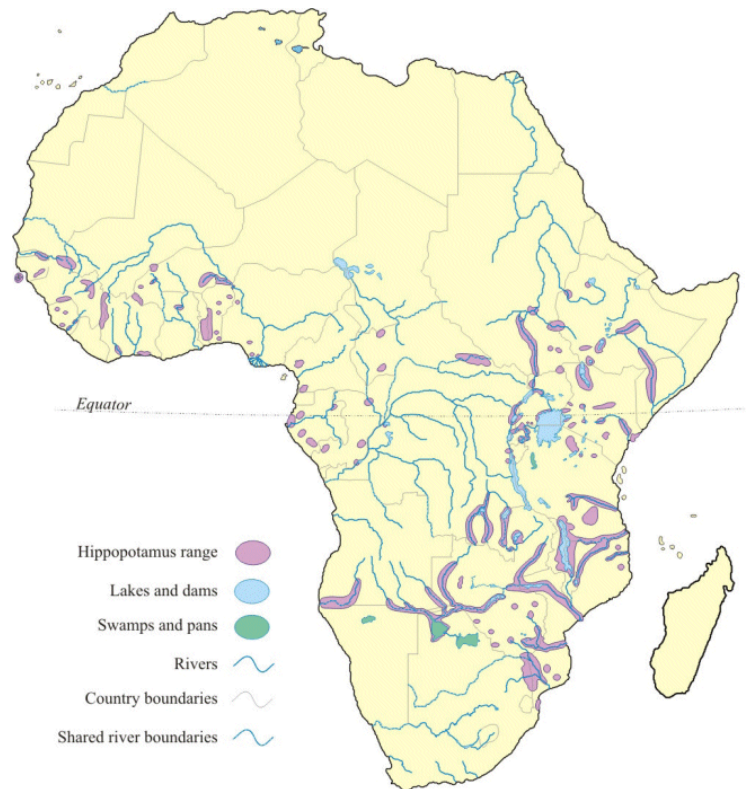 Equator
Hippopotamus range
Lakes and dams
Swamps and pans
Rivers
Country boundaries
Shared river boundaries